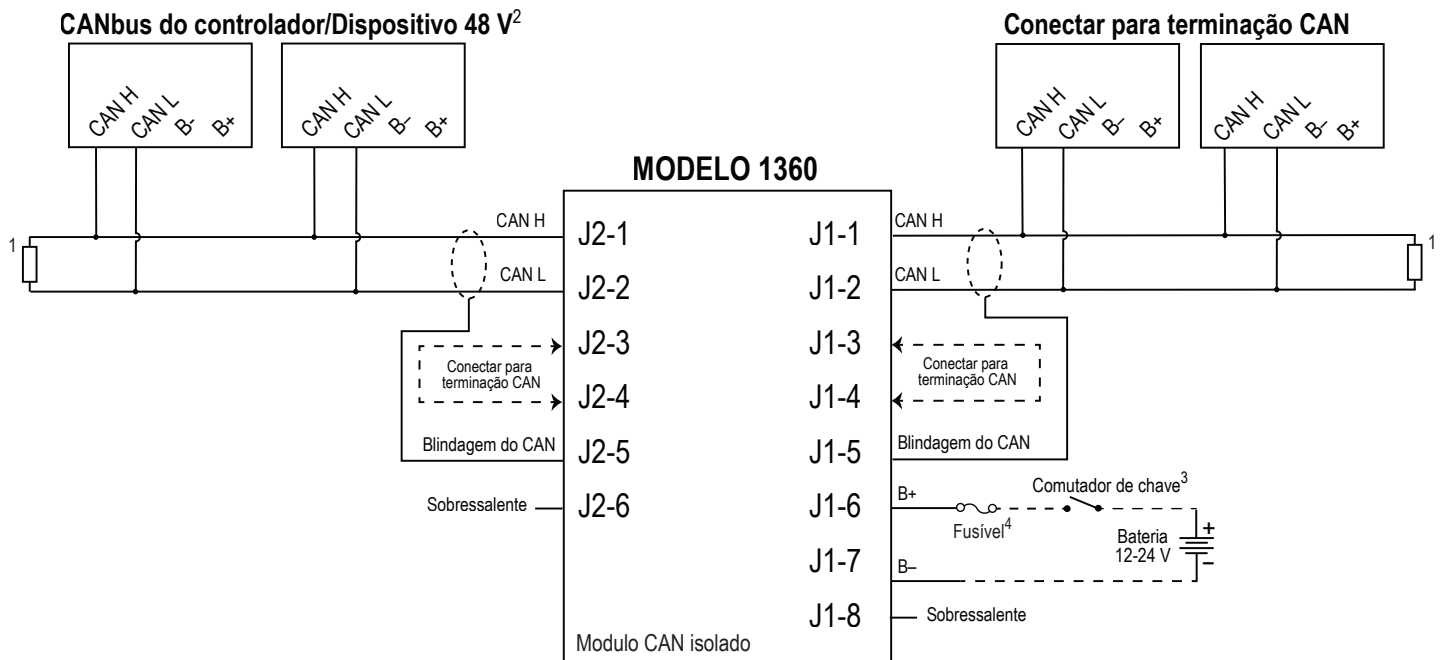 CANbus do controlador/Dispositivo 48 V2
Conectar para terminação CAN
CAN H
CAN L
B-
B+
CAN H
CAN L
B-
B+
CAN H
CAN L
B–
B+
CAN H
CAN L
B–
B+
MODELO 1360
1
CAN H
J2-1
J1-1
CAN H
1
CAN L
J2-2
J1-2
CAN L
J2-3
J1-3
Conectar para
terminação CAN
Conectar para
terminação CAN
J2-4
J1-4
Blindagem do CAN
J2-5
J1-5
Blindagem do CAN
Sobressalente
J2-6
J1-6
B+
Fusível4
Comutador de chave3
Bateria
12-24 V
+
–
J1-7
B–
J1-8
Sobressalente
Modulo CAN isolado